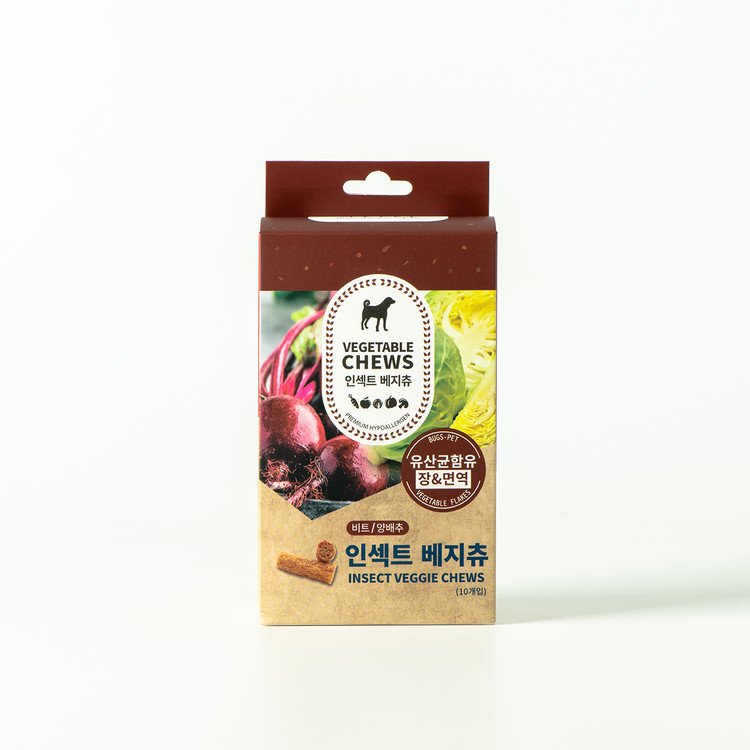 VEGETABLE
CHEWS
인섹트 베지츄
PREMIUM HYPOALLERGEN
BUGS-PET
유산균함유
장&면역
VEGETABLE FLAKES
비트/양배추
인섹트 베지츄
INSECT VEGGIE CHEWS
(10개입)